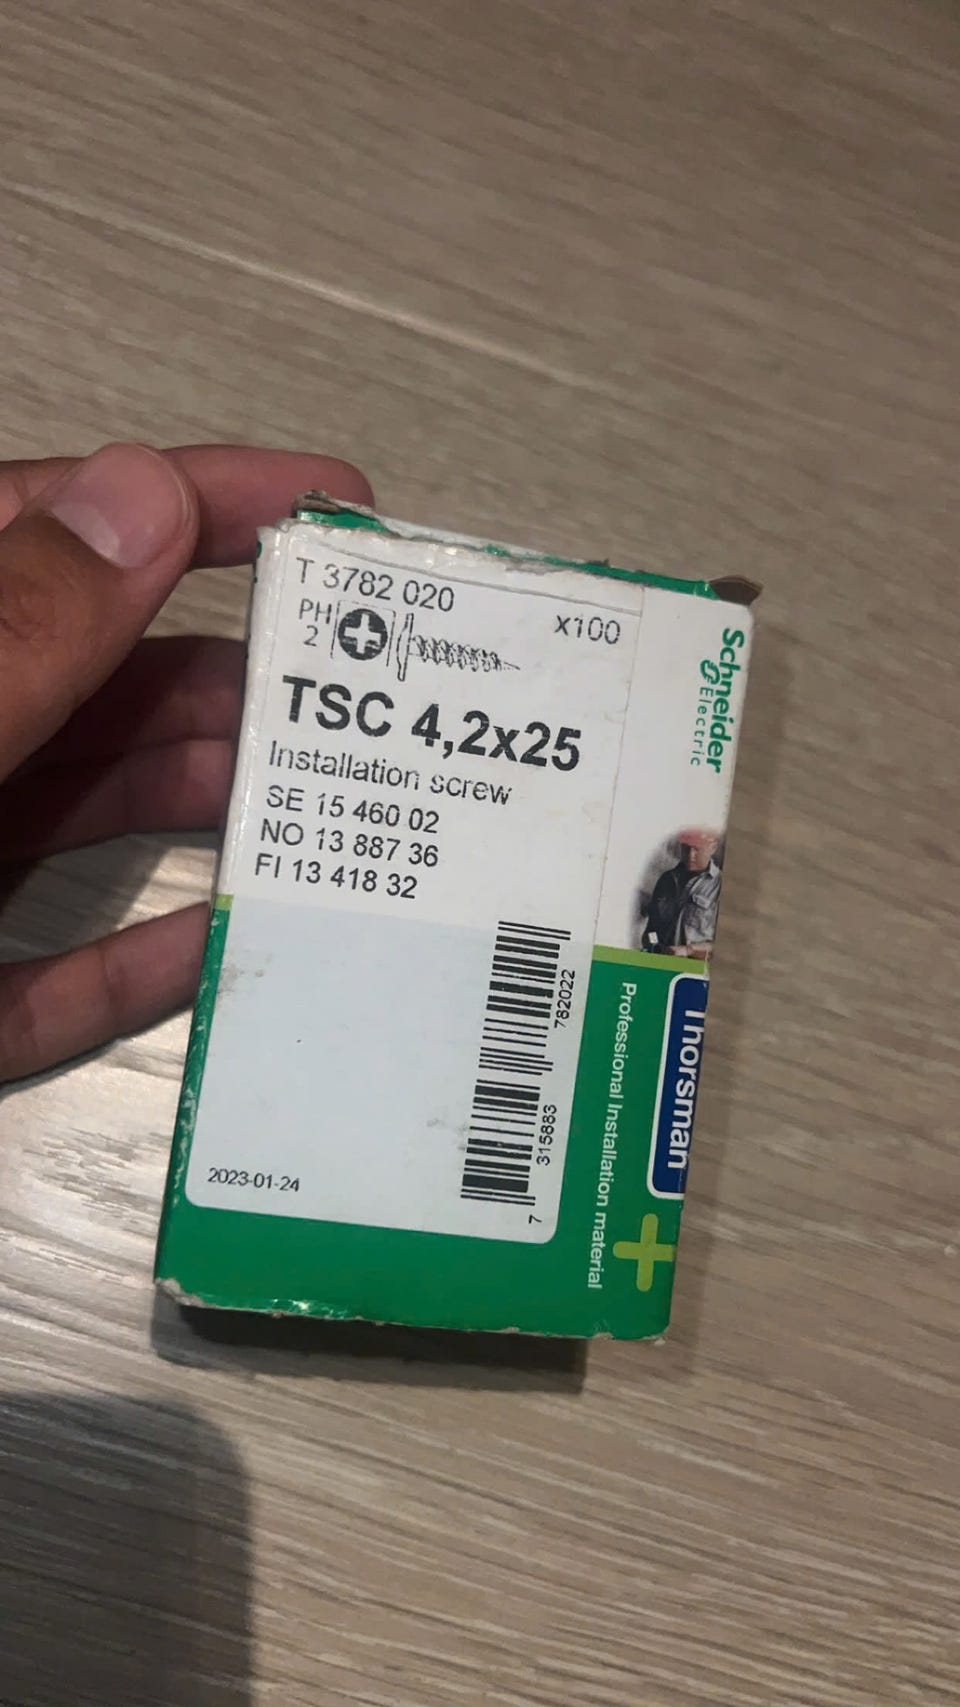 T 3782 020
x100
PH
2
TSC 4,2x25
Installation screw
SE 15 460 02
NO 13 887 36
FI 13 418 32
7 315883 782022
2023-01-24
Schneider
Electric
Thorsman
Professional Installation material